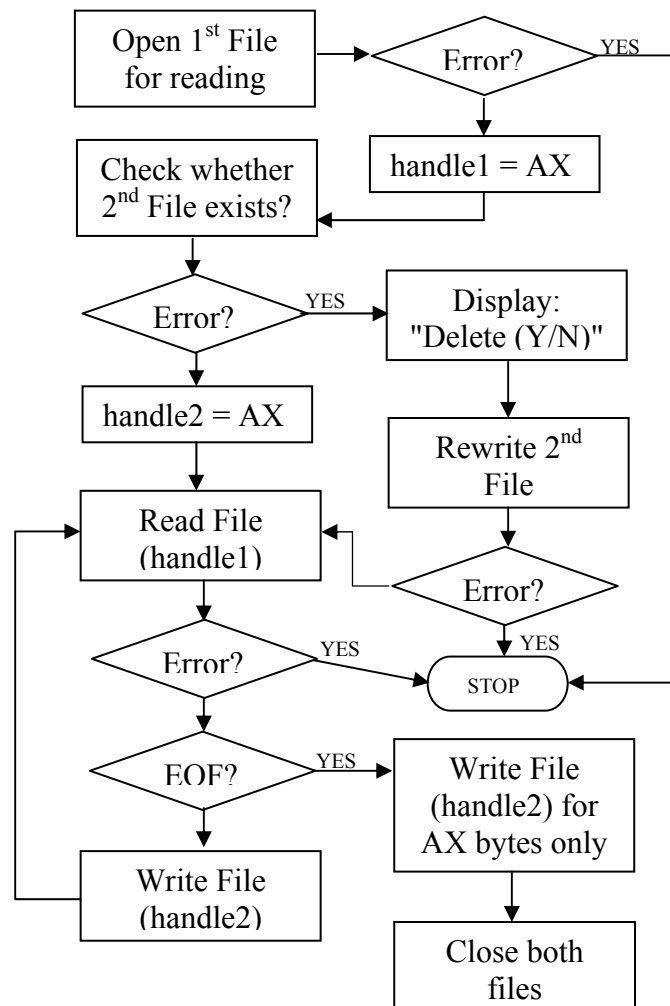 Open 1st File
for reading
Error?
YES
handle1 = AX
Check whether
2nd File exists?
Error?
YES
Display:
"Delete (Y/N)"
handle2 = AX
Rewrite 2nd
File
Read File
(handle1)
Error?
YES
Error?
YES
STOP
EOF?
YES
Write File
(handle2) for
AX bytes only
Write File
(handle2)
Close both
files